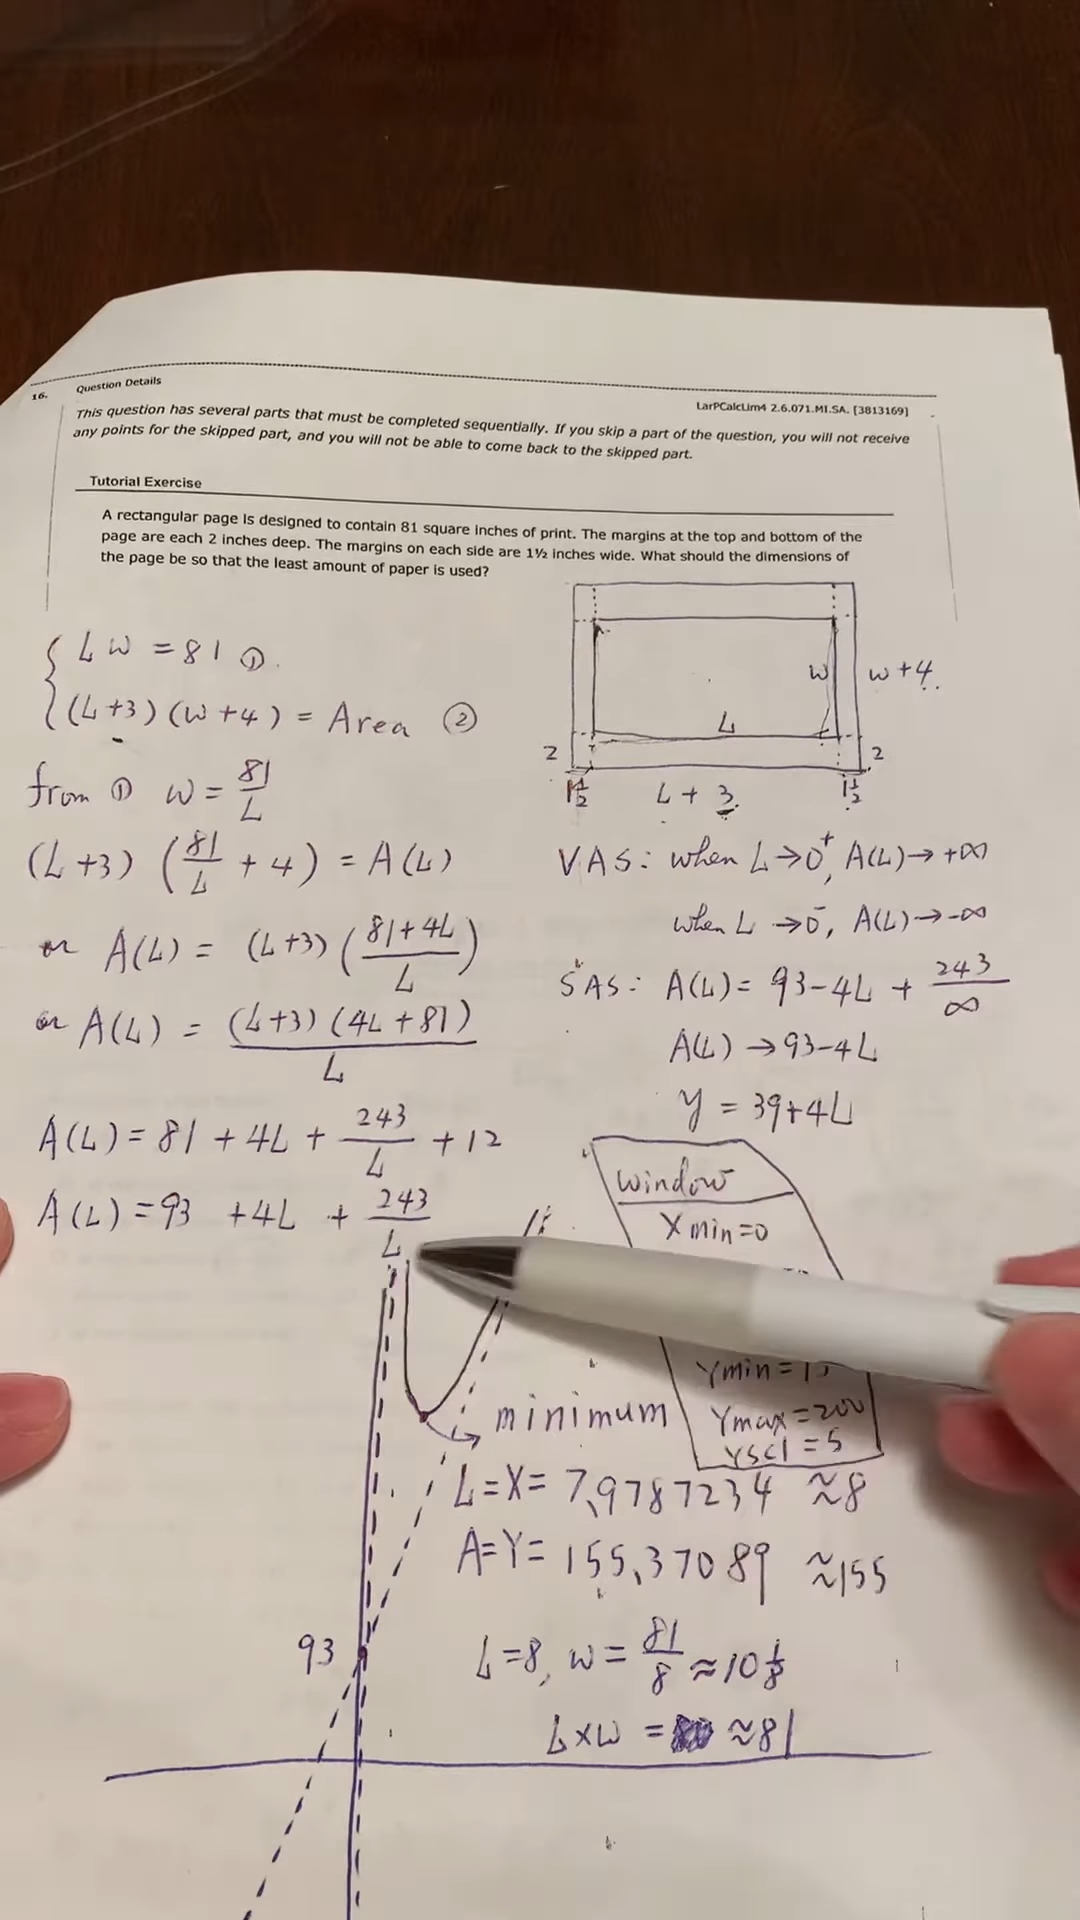 16. Question Details
LarPCalcLim4 2.6.071.MI.SA. [3813169]
This question has several parts that must be completed sequentially. If you skip a part of the question, you will not receive
any points for the skipped part, and you will not be able to come back to the skipped part.
Tutorial Exercise
A rectangular page is designed to contain 81 square inches of print. The margins at the top and bottom of the
page are each 2 inches deep. The margins on each side are 1½ inches wide. What should the dimensions of
the page be so that the least amount of paper is used?
{ LW = 81 ①.
(L+3)(W+4) = Area ②
from ① W = 81/L
(L+3)(81/L + 4) = A(L)
or A(L) = (L+3)(81+4L/L)
or A(L) = (L+3)(4L+81)/L
A(L) = 81 + 4L + 243/L + 12
A(L) = 93 + 4L + 243/L
W
W+4.
L
2
2
1½
L + 3.
1½
VAS: when L→0⁺, A(L)→+∞
when L→0⁻, A(L)→-∞
SAS: A(L) = 93-4L + 243/∞
A(L)→93-4L
y = 39+4L
Window
Xmin=0
Ymax=200
Yscl=5
minimum
L=X= 7.9787234 ≈8
A=Y= 155.37089 ≈155
93
L=8, W= 81/8 ≈10⅛
L×W = ≈81